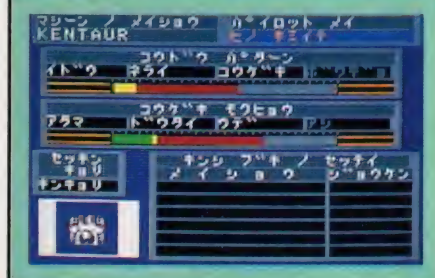 マシーン ノ メイショウ パイロット メイ
KENTAUR ヒノ キミイチ
コウドウ パターン
イドウ ネライ コウゲキ
コウゲキ モクヒョウ
アタマ ドウタイ ウデ アシ
セッキン キョリ
キンキョリ
キンシ ブキ ノ セッテイ
メイショウ ジョウケン